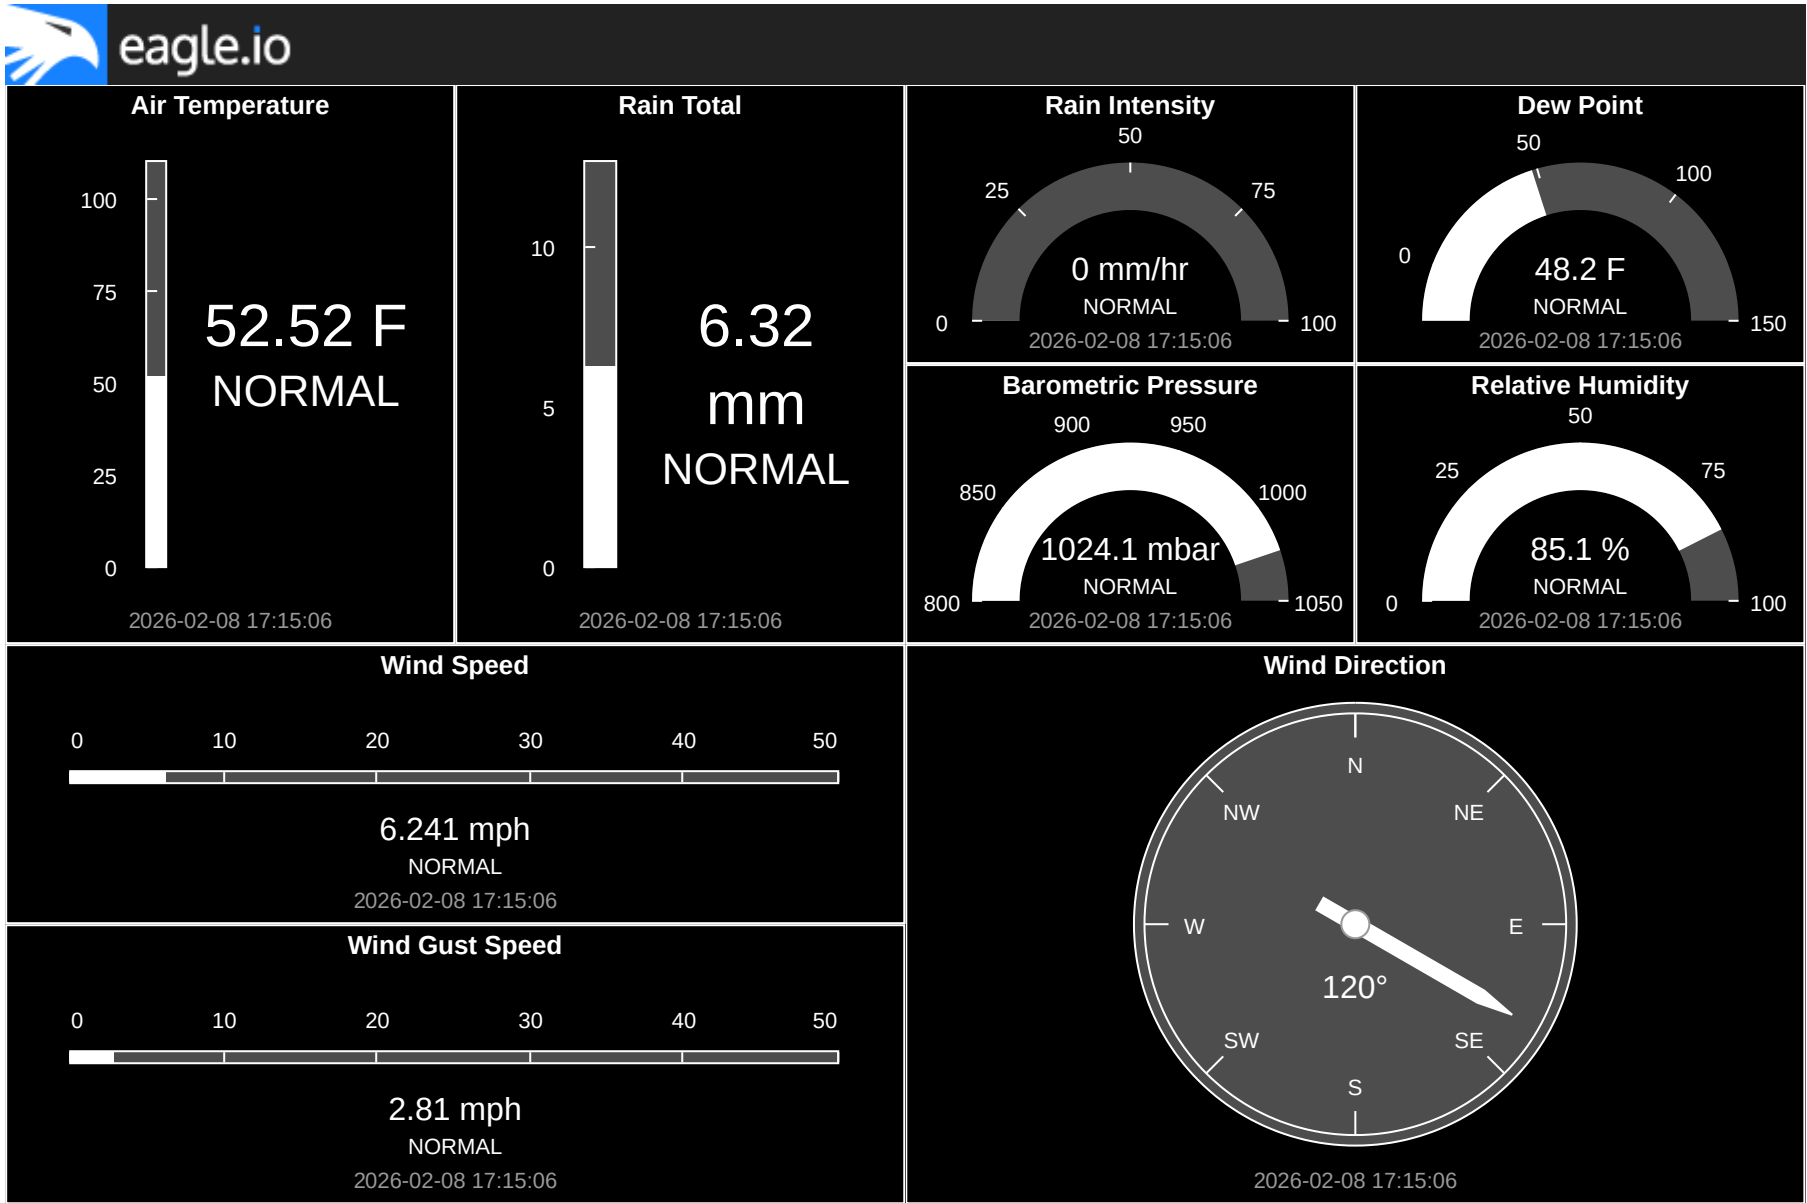 eagle.io
Air Temperature
100
75
50
25
0
52.52 F
NORMAL
2026-02-08 17:15:06
Rain Total
10
5
0
6.32
mm
NORMAL
2026-02-08 17:15:06
Rain Intensity
0
25
50
75
100
0 mm/hr
NORMAL
2026-02-08 17:15:06
Dew Point
0
50
100
150
48.2 F
NORMAL
2026-02-08 17:15:06
Barometric Pressure
800
850
900
950
1000
1050
1024.1 mbar
NORMAL
2026-02-08 17:15:06
Relative Humidity
0
25
50
75
100
85.1 %
NORMAL
2026-02-08 17:15:06
Wind Speed
0 10 20 30 40 50
6.241 mph
NORMAL
2026-02-08 17:15:06
Wind Gust Speed
0 10 20 30 40 50
2.81 mph
NORMAL
2026-02-08 17:15:06
Wind Direction
N
NW NE
W E
120°
SW SE
S
2026-02-08 17:15:06